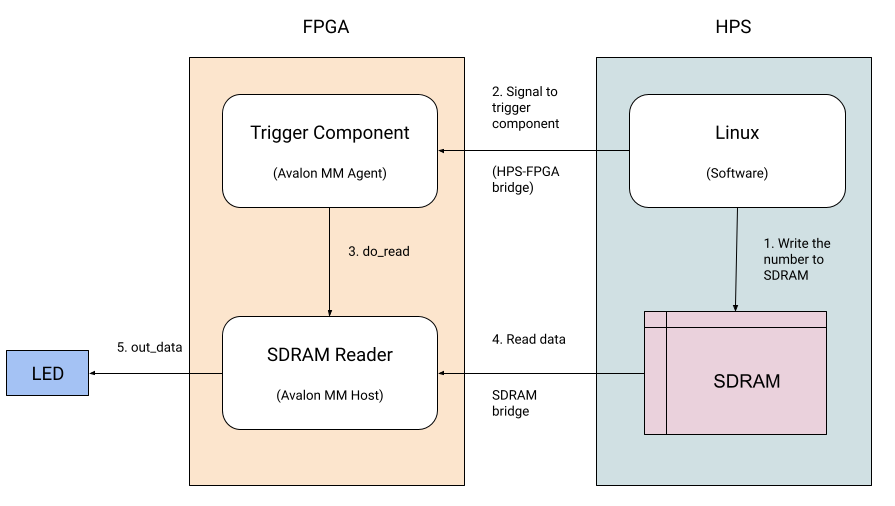 FPGA
HPS
2. Signal to
trigger
component
Trigger Component
(Avalon MM Agent)
Linux
(Software)
(HPS-FPGA
bridge)
3. do_read
1. Write the
number to
SDRAM
4. Read data
5. out_data
SDRAM Reader
(Avalon MM Host)
LED
SDRAM
SDRAM
bridge